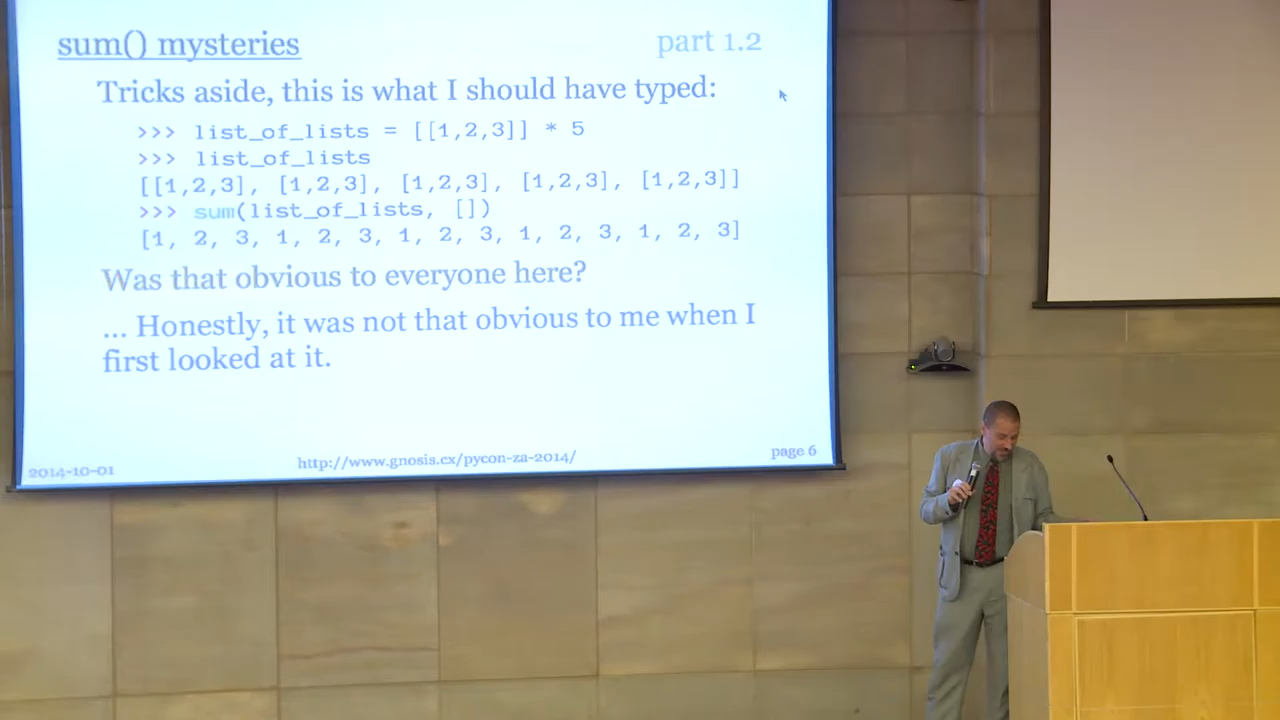 sum() mysteries
part 1.2
Tricks aside, this is what I should have typed:
>>> list_of_lists = [[1,2,3]] * 5
>>> list_of_lists
[[1,2,3], [1,2,3], [1,2,3], [1,2,3], [1,2,3]]
>>> sum(list_of_lists, [])
[1, 2, 3, 1, 2, 3, 1, 2, 3, 1, 2, 3, 1, 2, 3]
Was that obvious to everyone here?
... Honestly, it was not that obvious to me when I
first looked at it.
2014-10-01
http://www.gnosis.cx/pycon-za-2014/
page 6